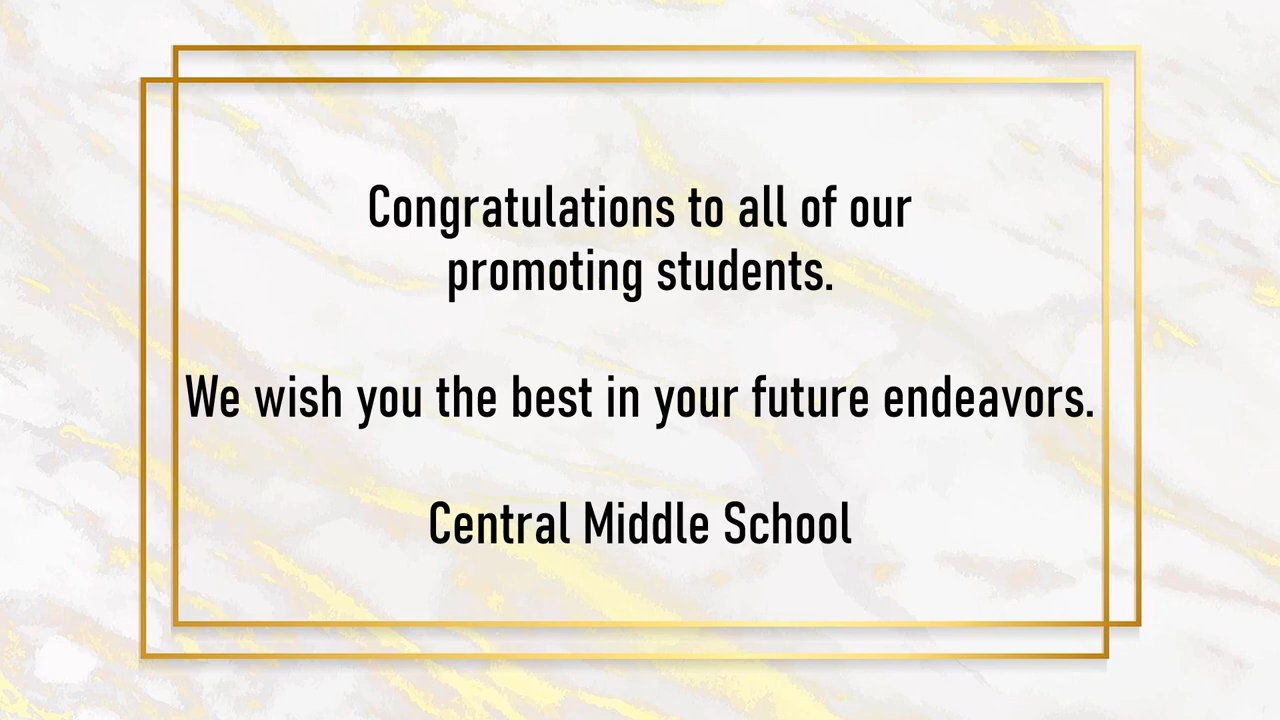 Congratulations to all of our
promoting students.
We wish you the best in your future endeavors.
Central Middle School